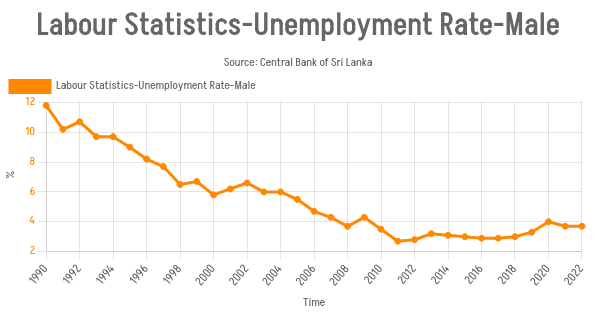 Labour Statistics-Unemployment Rate-Male
Source: Central Bank of Sri Lanka
Labour Statistics-Unemployment Rate-Male
12
10
8
6
4
2
%
1990 1992 1994 1996 1998 2000 2002 2004 2006 2008 2010 2012 2014 2016 2018 2020 2022
Time